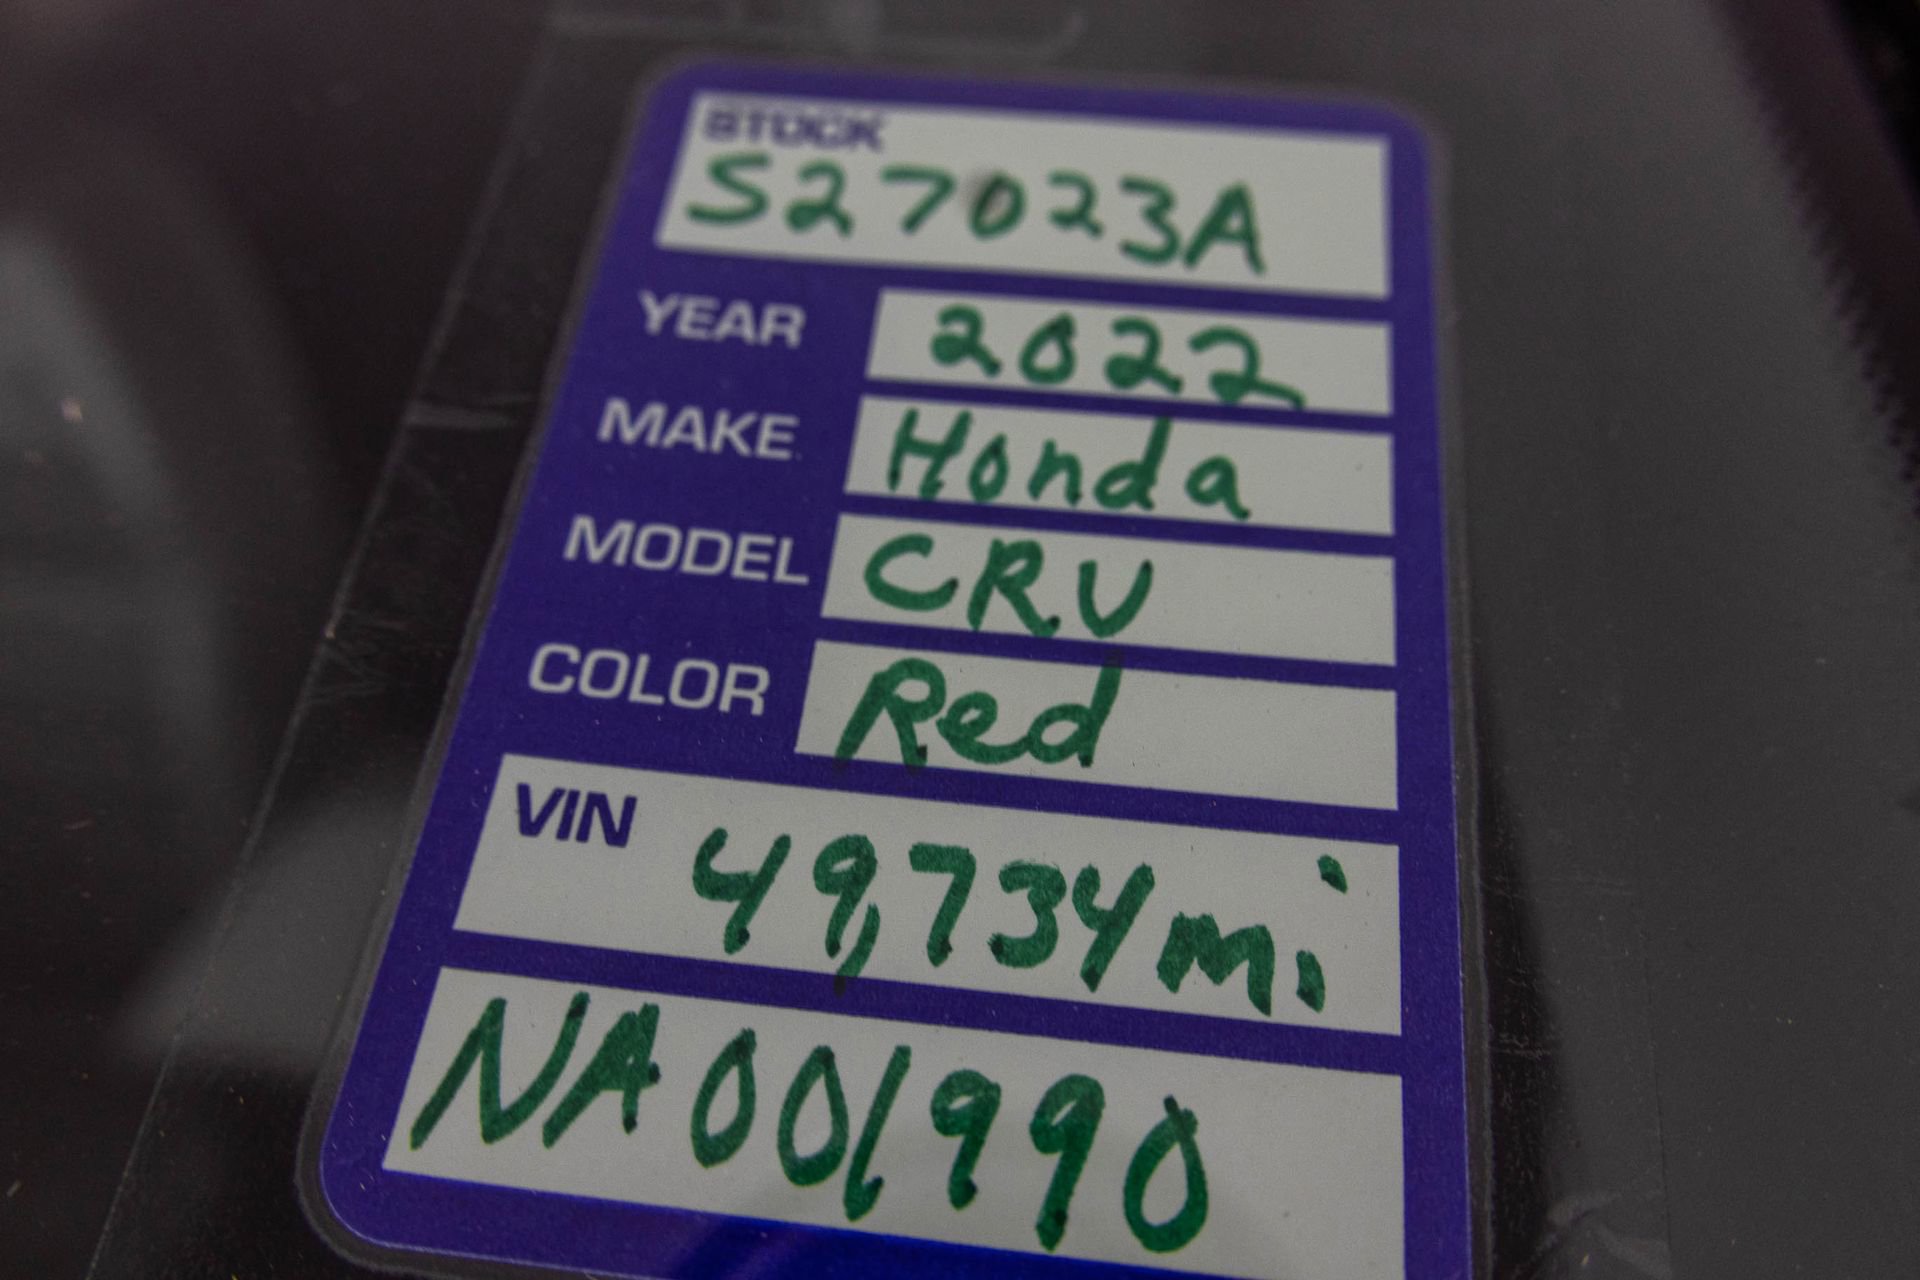 STOCK
S27023A
YEAR 2022
MAKE Honda
MODEL CRV
COLOR Red
VIN 49,734mi
NA001990